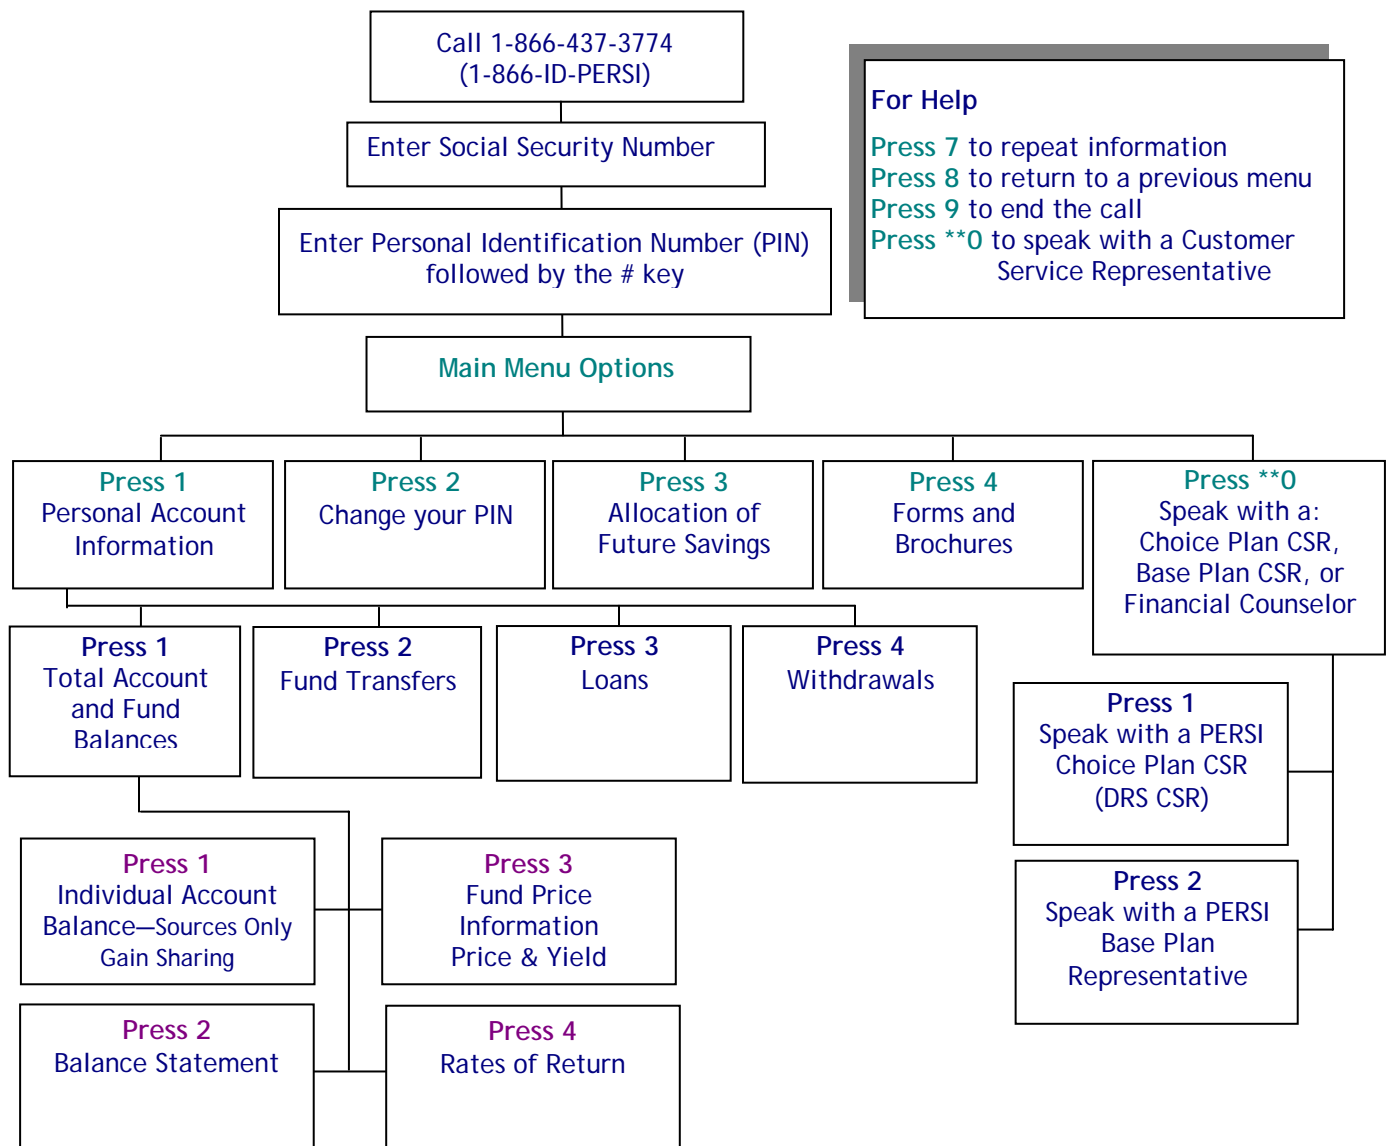 Call 1-866-437-3774
(1-866-ID-PERSI)
Enter Social Security Number
Enter Personal Identification Number (PIN)
followed by the # key
For Help
Press 7 to repeat information
Press 8 to return to a previous menu
Press 9 to end the call
Press **0 to speak with a Customer
Service Representative
Main Menu Options
Press 1
Personal Account
Information
Press 2
Change your PIN
Press 3
Allocation of
Future Savings
Press 4
Forms and
Brochures
Press **0
Speak with a:
Choice Plan CSR,
Base Plan CSR, or
Financial Counselor
Press 1
Total Account
and Fund
Balances
Press 2
Fund Transfers
Press 3
Loans
Press 4
Withdrawals
Press 1
Speak with a PERSI
Choice Plan CSR
(DRS CSR)
Press 2
Speak with a PERSI
Base Plan
Representative
Press 1
Individual Account
Balance—Sources Only
Gain Sharing
Press 3
Fund Price
Information
Price & Yield
Press 2
Balance Statement
Press 4
Rates of Return